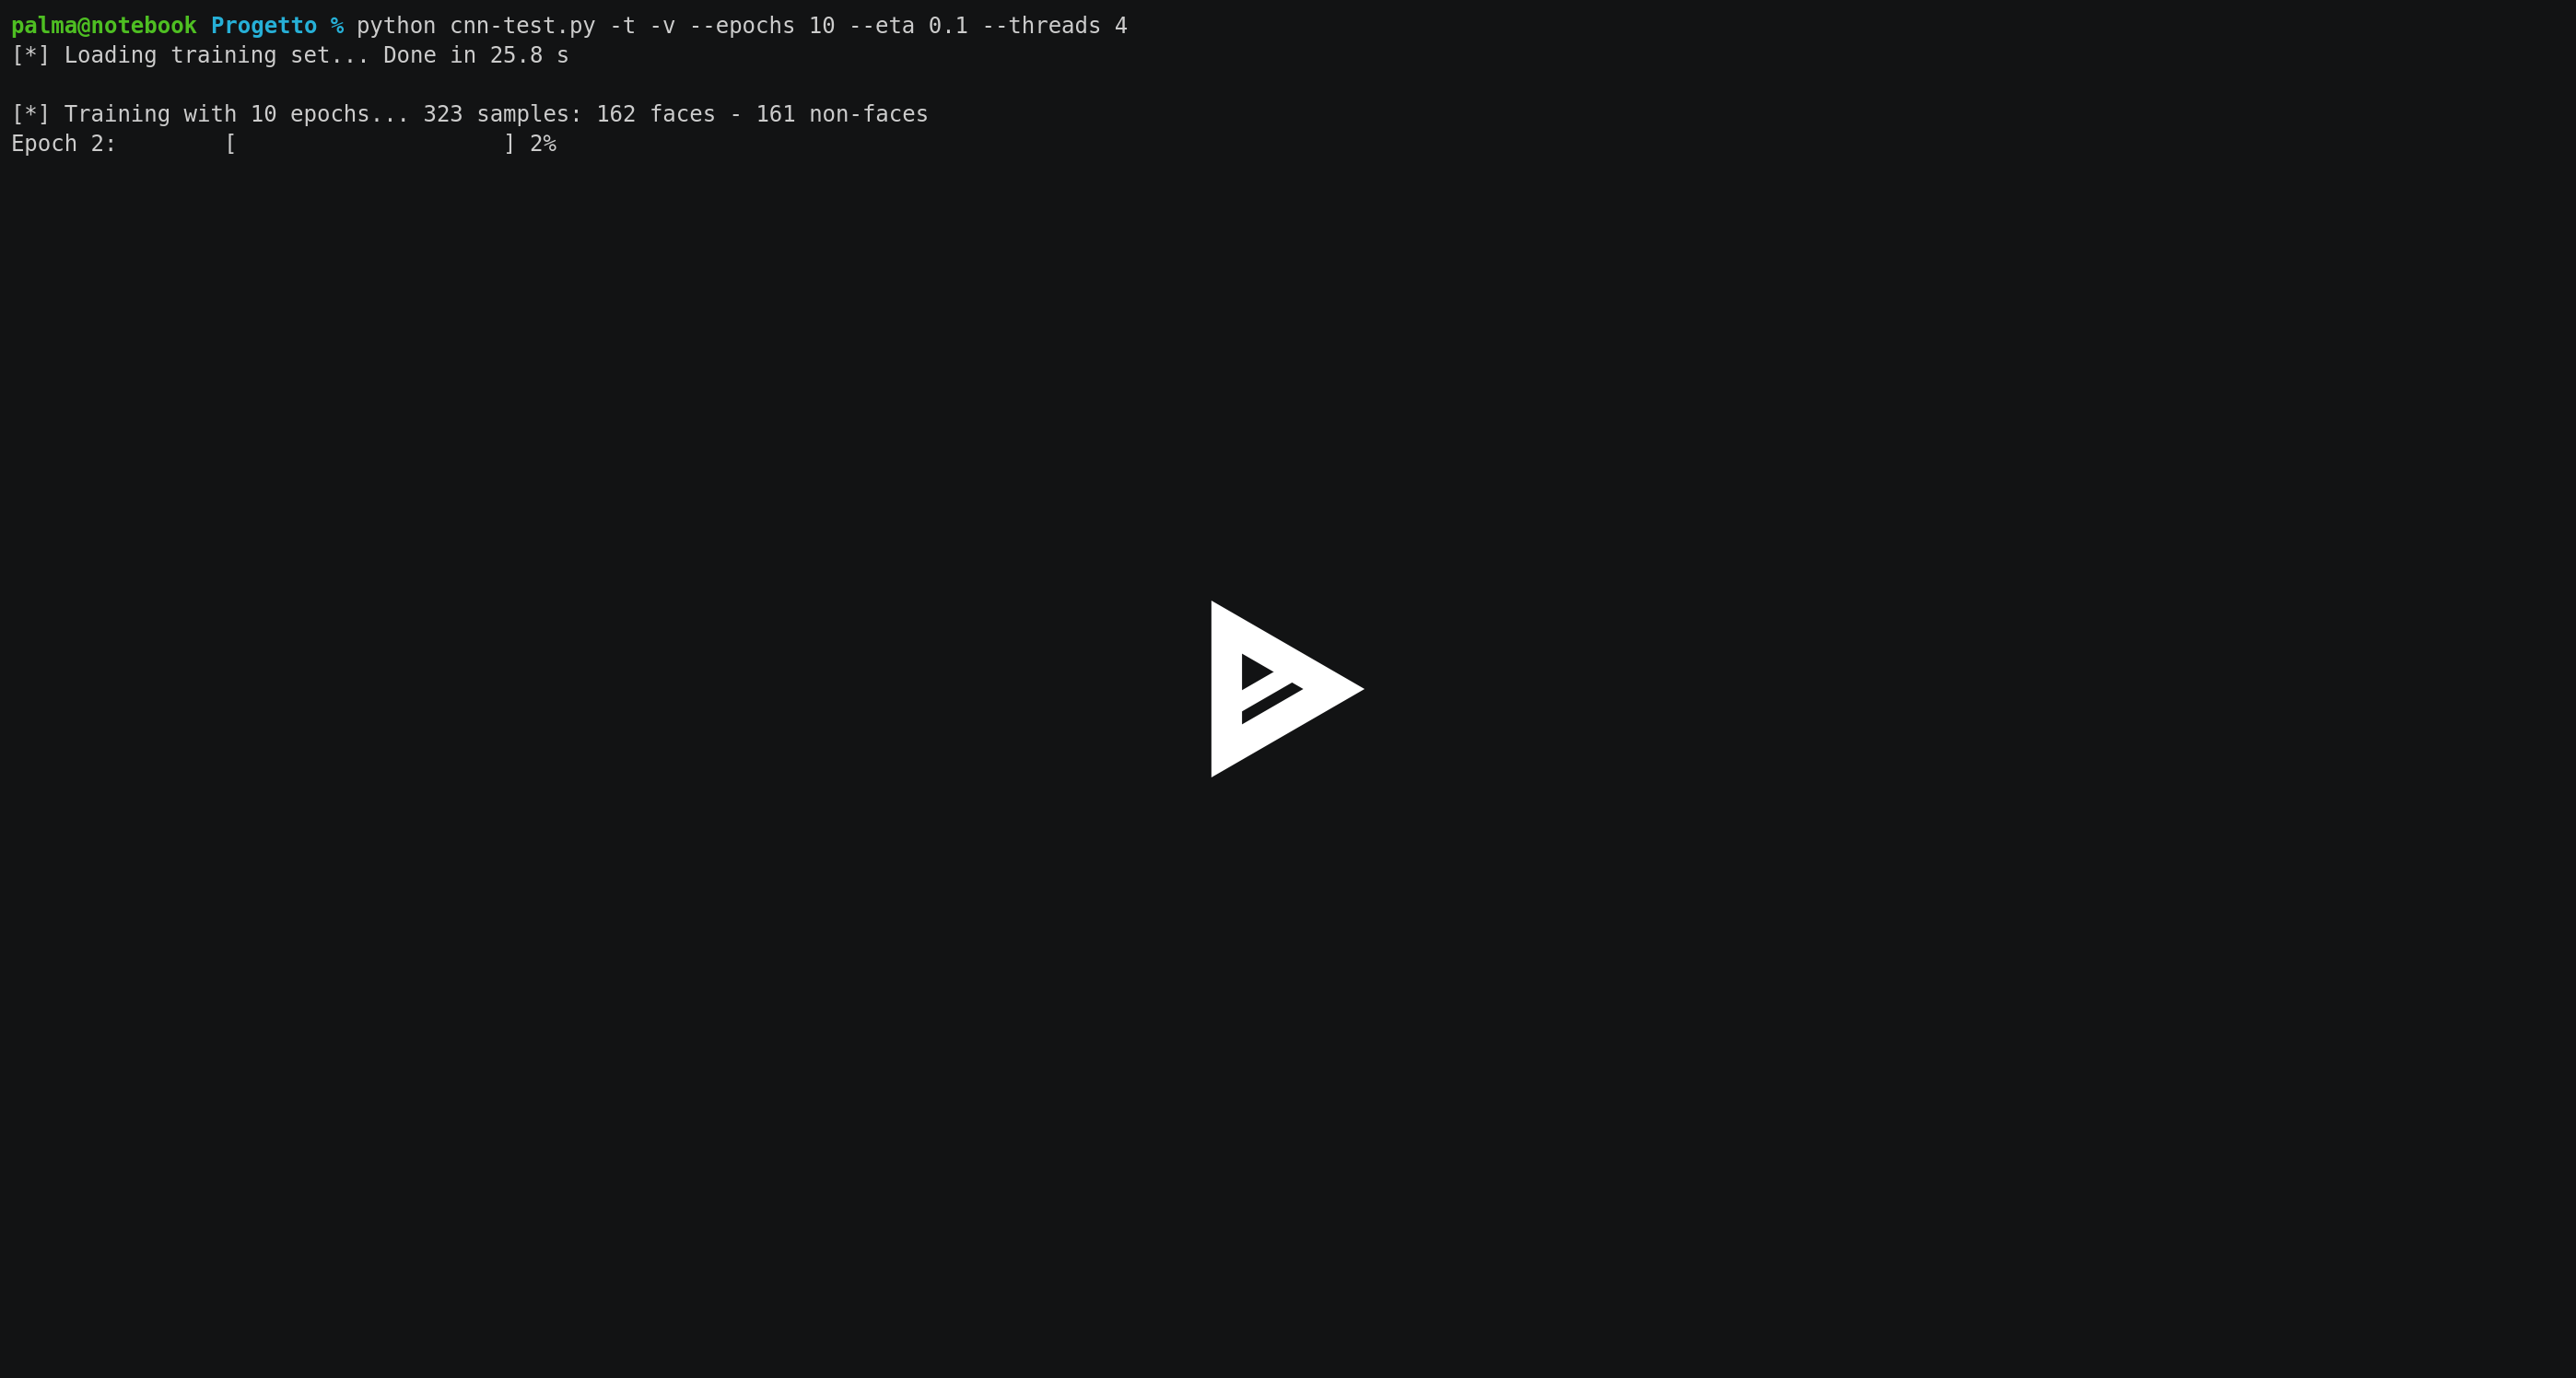 palma@notebook Progetto % python cnn-test.py -t -v --epochs 10 --eta 0.1 --threads 4
[*] Loading training set... Done in 25.8 s
[*] Training with 10 epochs... 323 samples: 162 faces - 161 non-faces
Epoch 2:        [                    ] 2%